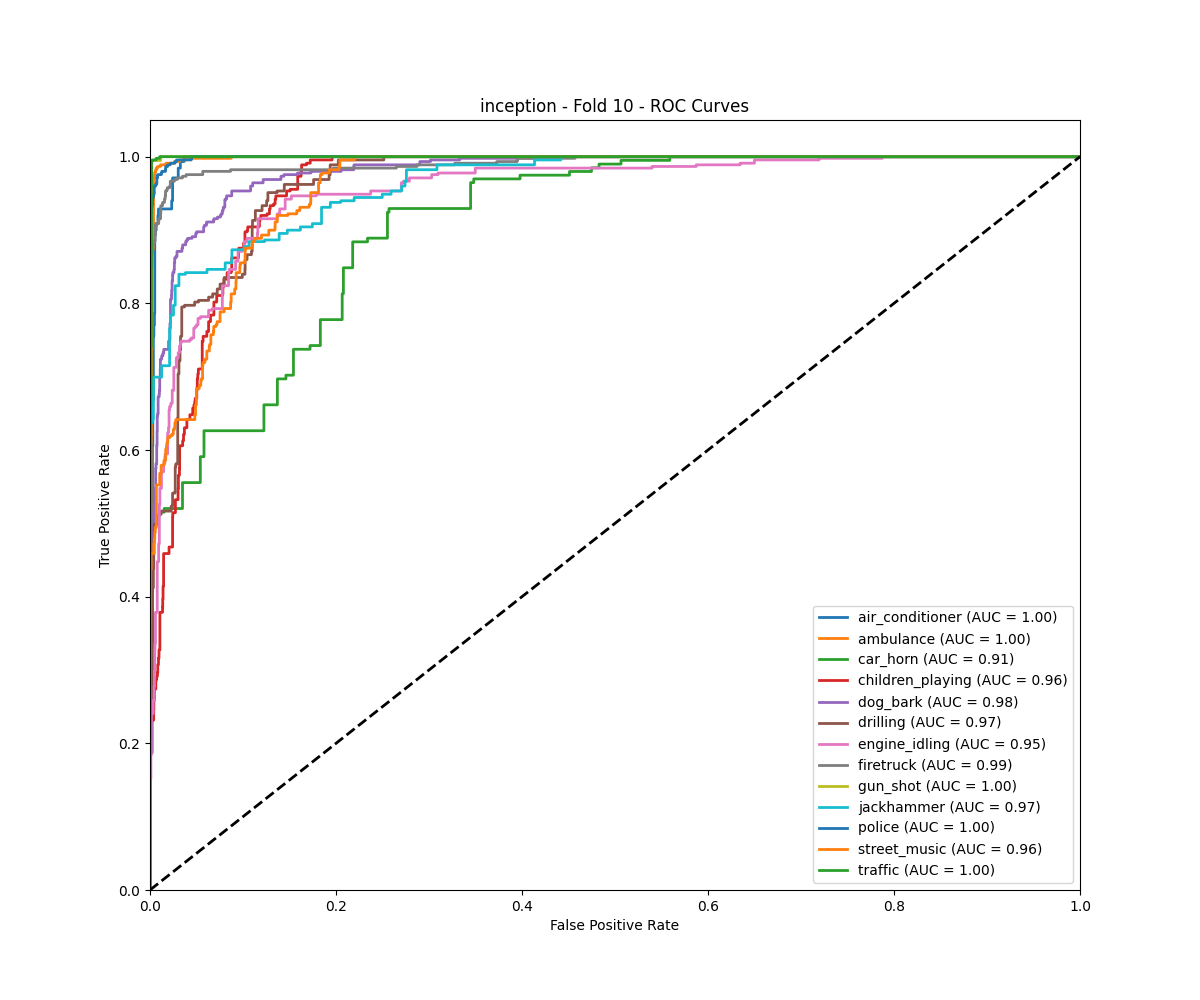 inception - Fold 10 - ROC Curves
1.0
0.8
0.6
0.4
0.2
0.0
True Positive Rate
0.0 0.2 0.4 0.6 0.8 1.0
False Positive Rate
air_conditioner (AUC = 1.00)
ambulance (AUC = 1.00)
car_horn (AUC = 0.91)
children_playing (AUC = 0.96)
dog_bark (AUC = 0.98)
drilling (AUC = 0.97)
engine_idling (AUC = 0.95)
firetruck (AUC = 0.99)
gun_shot (AUC = 1.00)
jackhammer (AUC = 0.97)
police (AUC = 1.00)
street_music (AUC = 0.96)
traffic (AUC = 1.00)